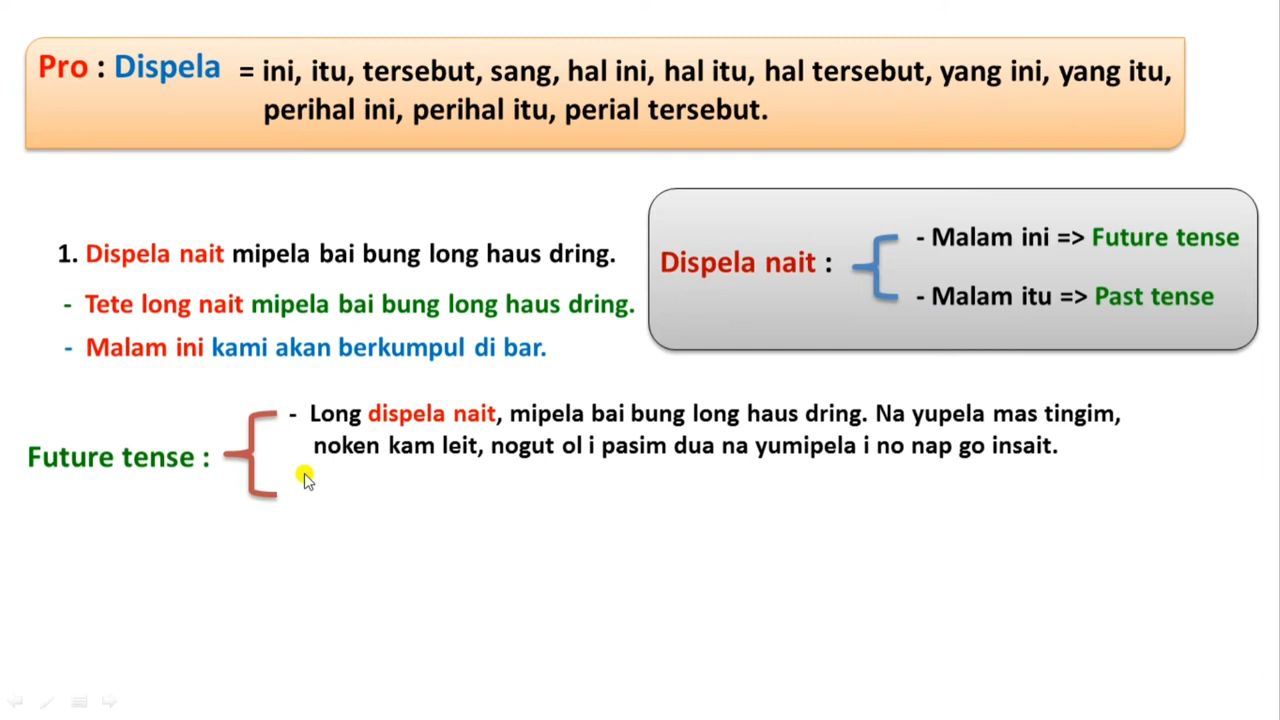 Pro : Dispela = ini, itu, tersebut, sang, hal ini, hal itu, hal tersebut, yang ini, yang itu,
perihal ini, perihal itu, perial tersebut.
1. Dispela nait mipela bai bung long haus dring.
- Tete long nait mipela bai bung long haus dring.
- Malam ini kami akan berkumpul di bar.
Dispela nait :
- Malam ini => Future tense
- Malam itu => Past tense
Future tense :
- Long dispela nait, mipela bai bung long haus dring. Na yupela mas tingim,
noken kam leit, nogut ol i pasim dua na yumipela i no nap go insait.